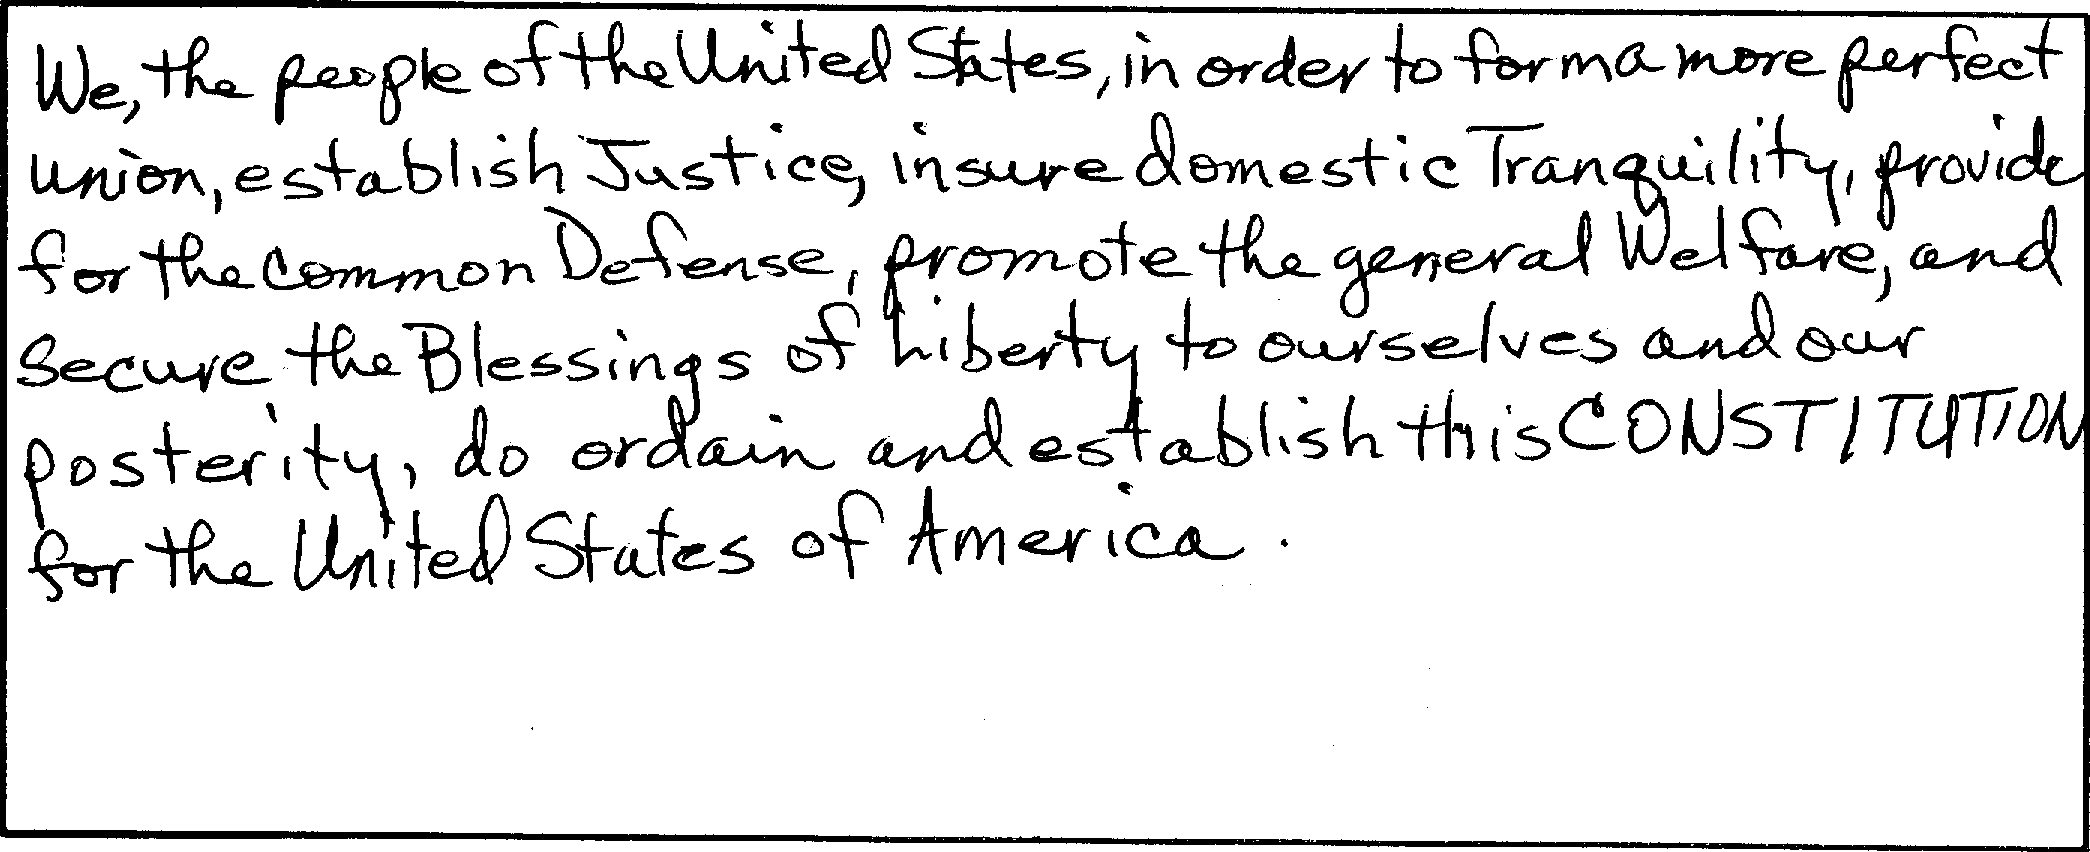 We, the people of the United States, in order to form a more perfect
union, establish Justice, insure domestic Tranquility, provide
for the common Defense, promote the general Welfare, and
secure the Blessings of Liberty to ourselves and our
posterity, do ordain and establish this CONSTITUTION
for the United States of America.